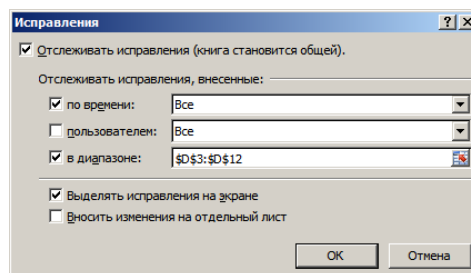 Исправления
Отслеживать исправления (книга становится общей).
Отслеживать исправления, внесенные:
по времени: Все
пользователем: Все
в диапазоне: $D$3:$D$12
Выделять исправления на экране
Вносить изменения на отдельный лист
ОК Отмена